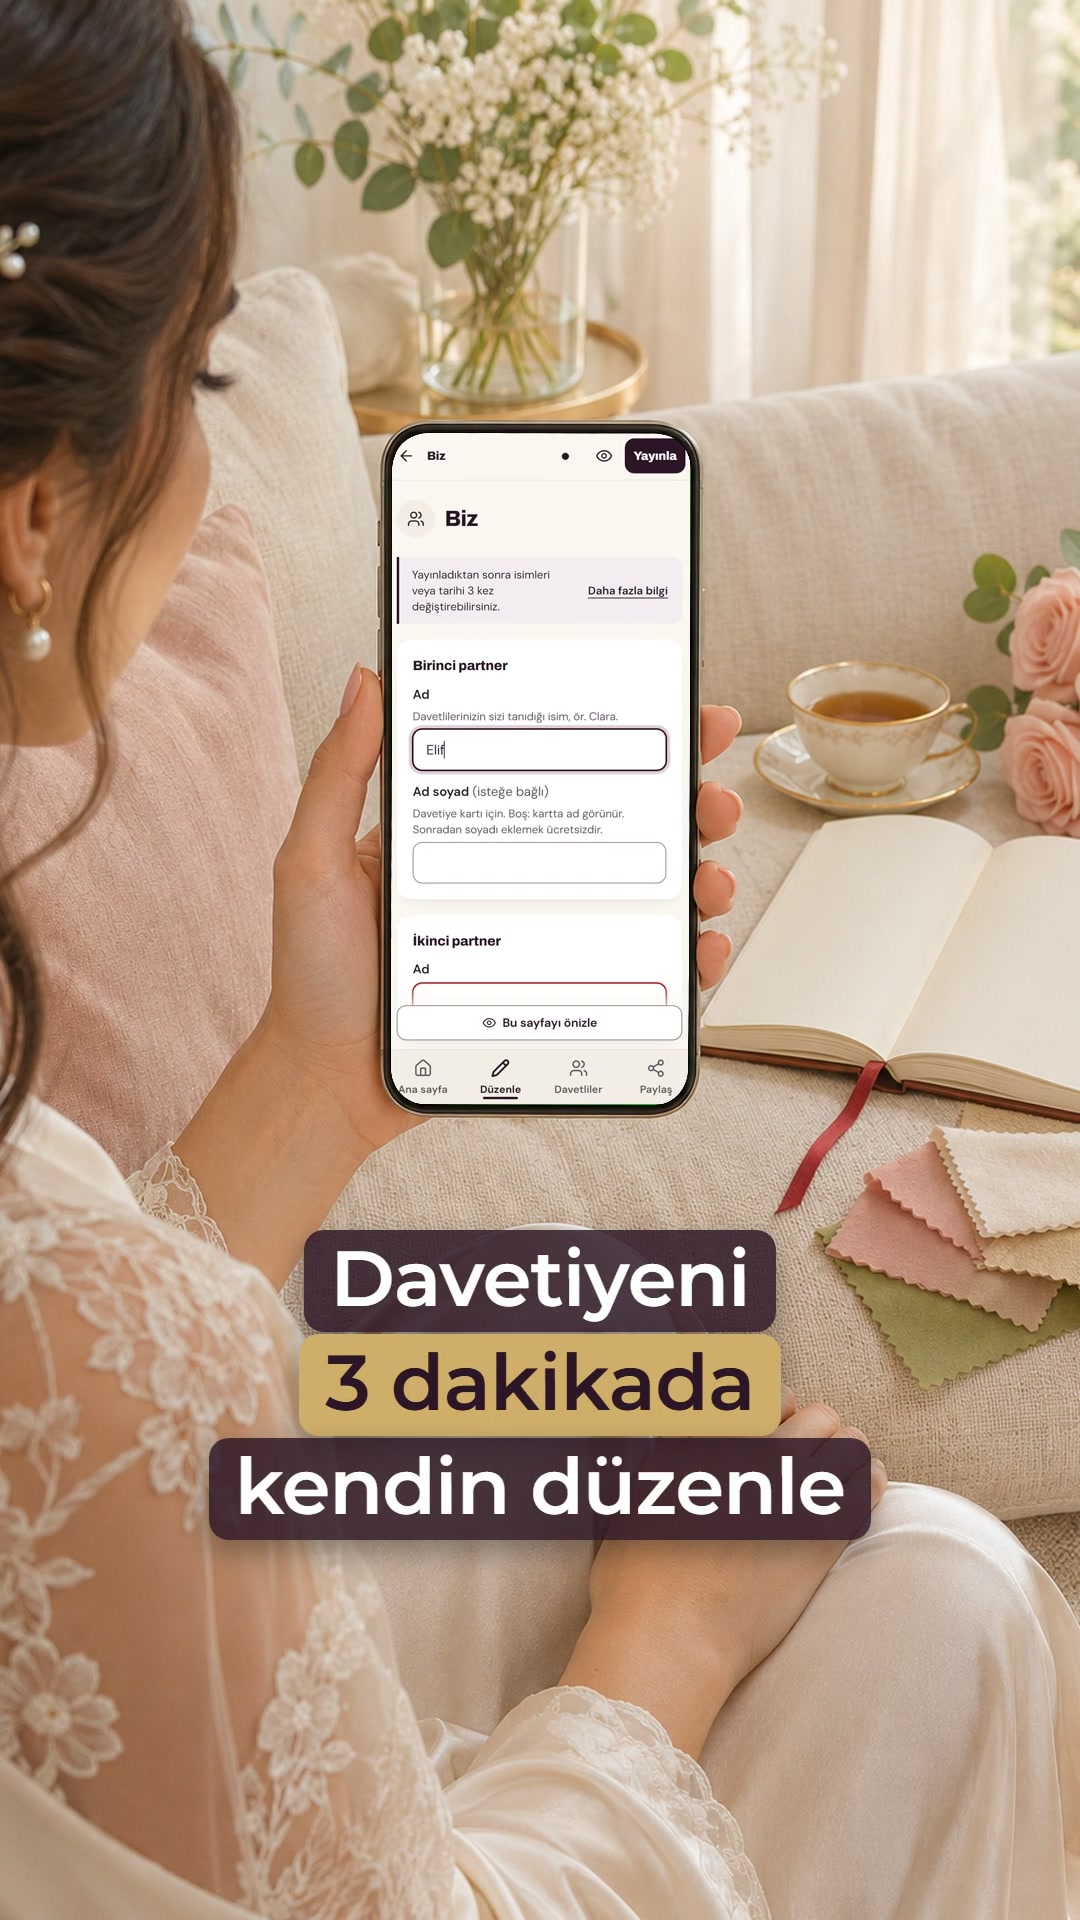 Biz
Yayınla
Biz
Yayınladıktan sonra isimleri
veya tarihi 3 kez
değiştirebilirsiniz.
Daha fazla bilgi
Birinci partner
Ad
Davetlilerinizin sizi tanıdığı isim, ör. Clara.
Elif
Ad soyad (isteğe bağlı)
Davetiye kartı için. Boş: kartta ad görünür.
Sonradan soyadı eklemek ücretsizdir.
İkinci partner
Ad
Bu sayfayı önizle
Ana sayfa
Düzenle
Davetliler
Paylaş
Davetiyeni
3 dakikada
kendin düzenle